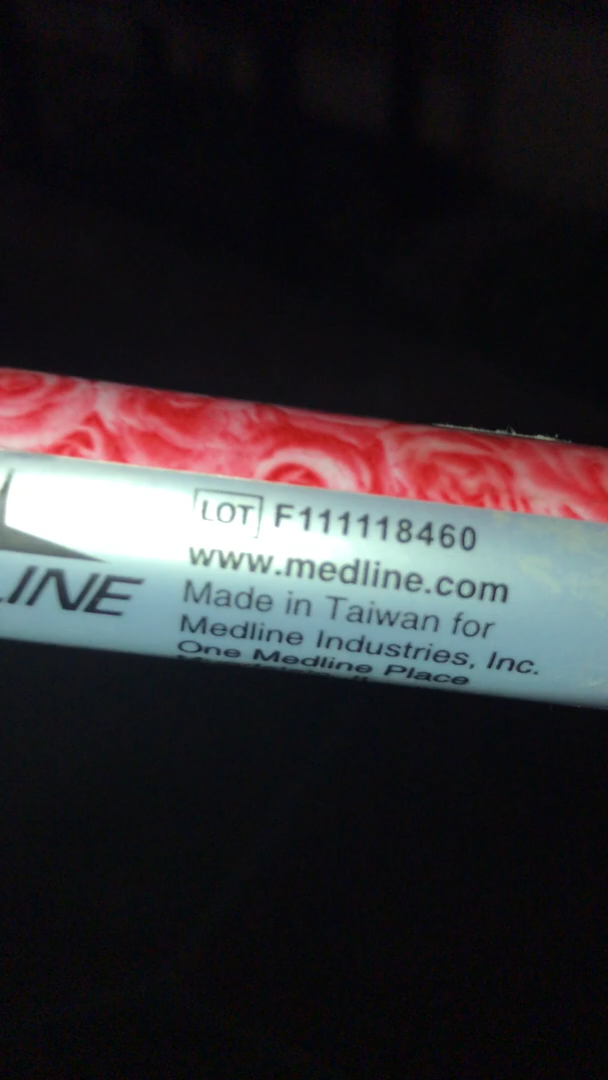 LOT F111118460
www.medline.com
LINE
Made in Taiwan for
Medline Industries, Inc.
One Medline Place